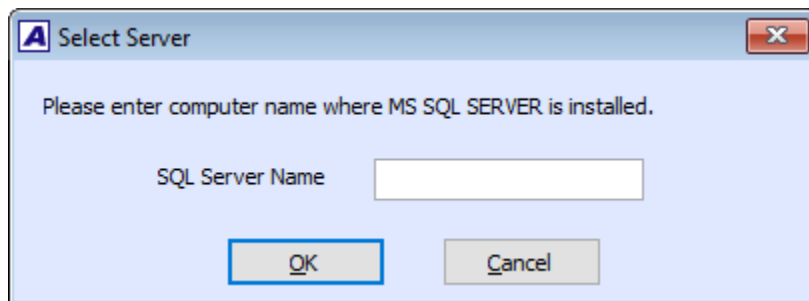 A Select Server
Please enter computer name where MS SQL SERVER is installed.
SQL Server Name
OK Cancel